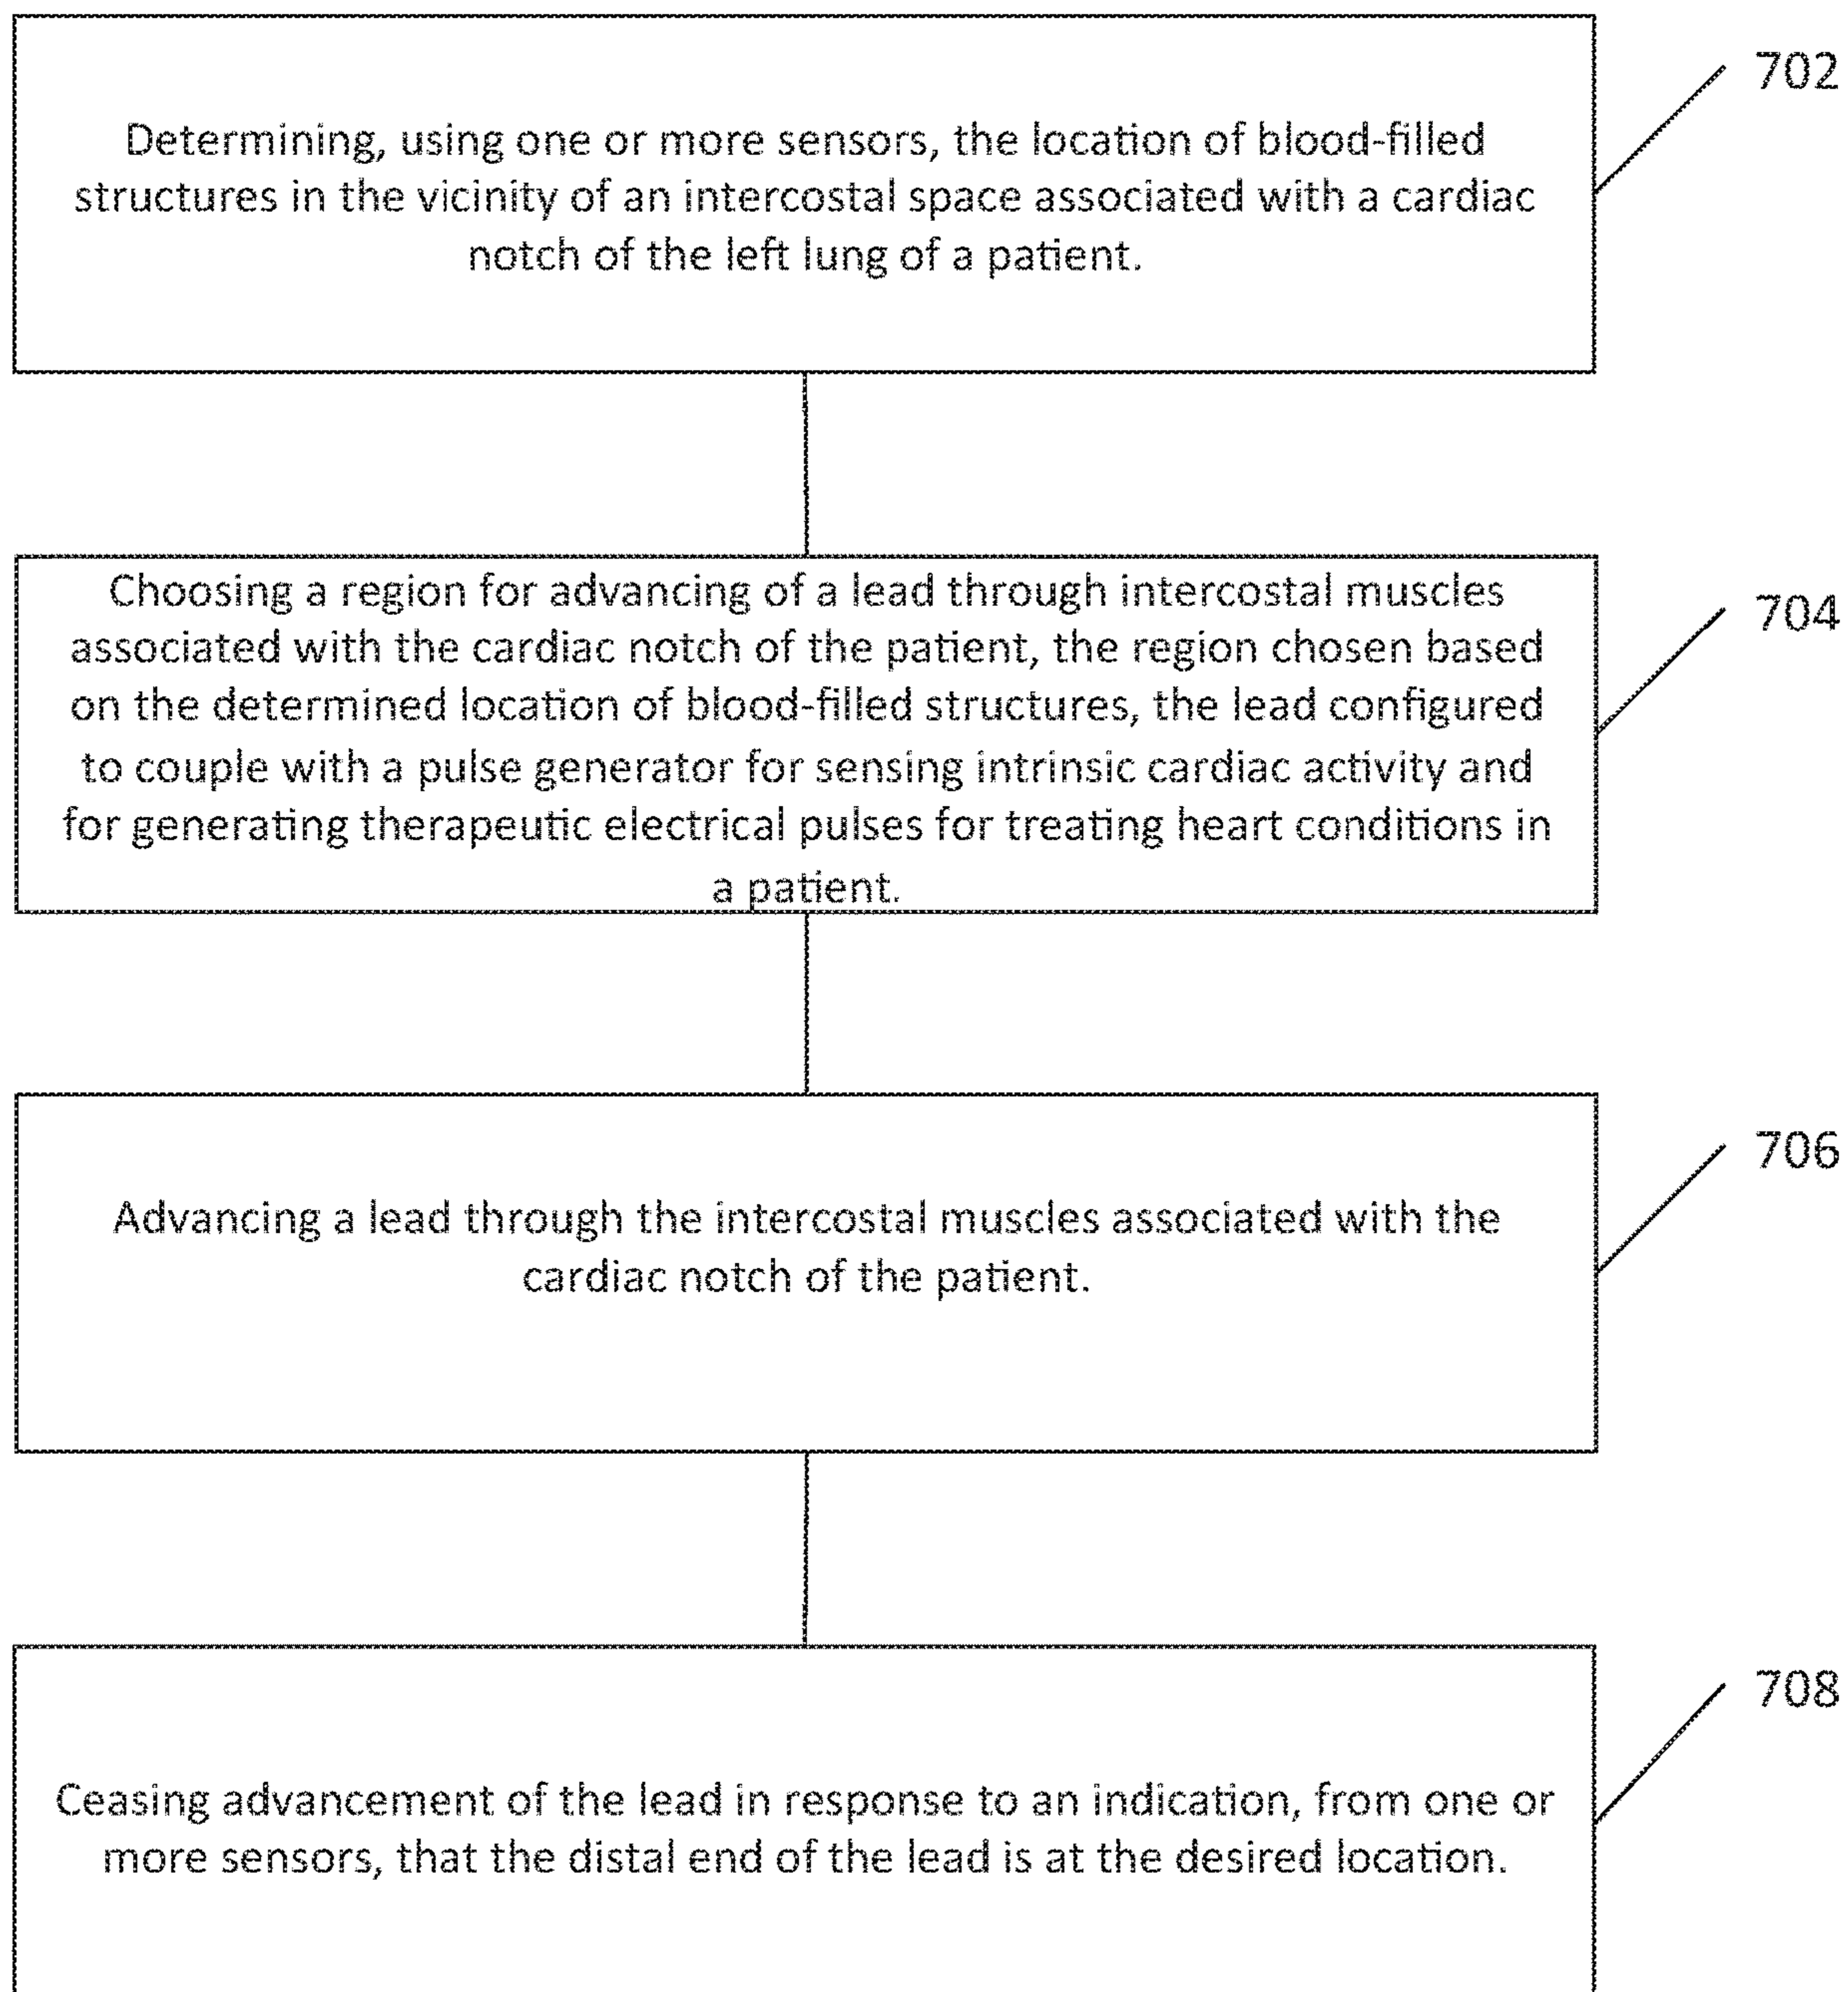 Determining, using one or more sensors, the location of blood-filled
structures in the vicinity of an intercostal space associated with a cardiac
notch of the left lung of a patient.
702
Choosing a region for advancing of a lead through intercostal muscles
associated with the cardiac notch of the patient, the region chosen based
on the determined location of blood-filled structures, the lead configured
to couple with a pulse generator for sensing intrinsic cardiac activity and
for generating therapeutic electrical pulses for treating heart conditions in
a patient.
704
Advancing a lead through the intercostal muscles associated with the
cardiac notch of the patient.
706
Ceasing advancement of the lead in response to an indication, from one or
more sensors, that the distal end of the lead is at the desired location.
708